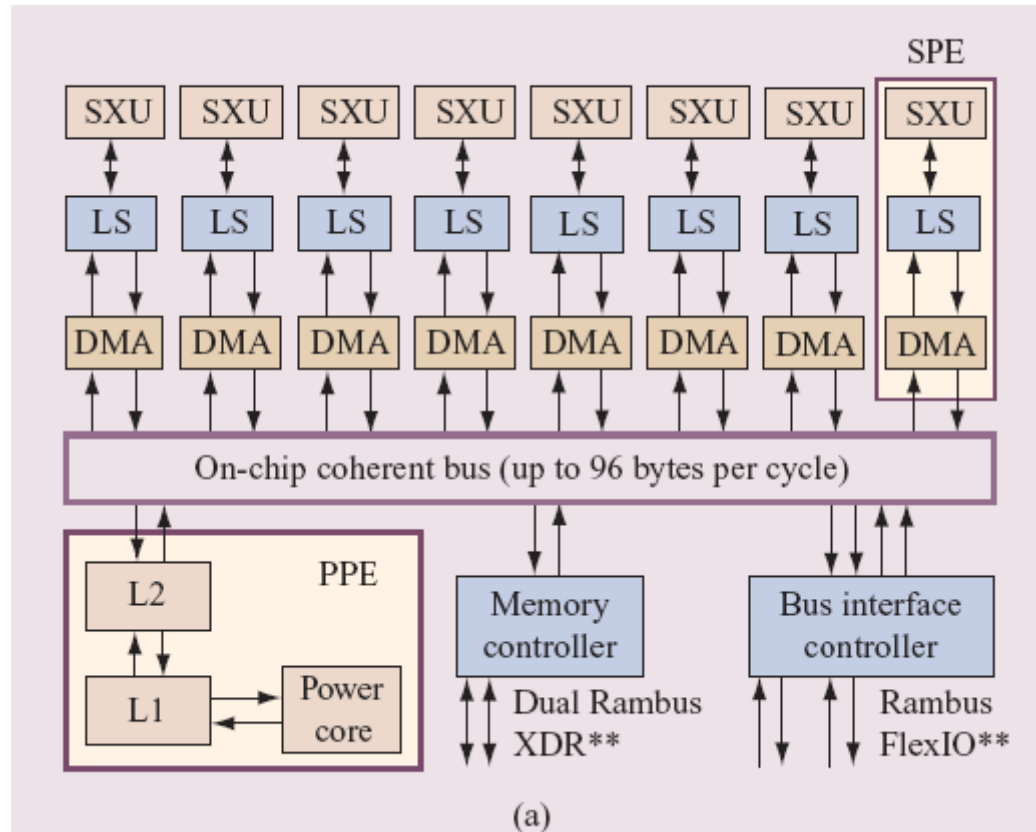 SPE
SXU SXU SXU SXU SXU SXU SXU SXU
LS LS LS LS LS LS LS LS
DMA DMA DMA DMA DMA DMA DMA DMA
On-chip coherent bus (up to 96 bytes per cycle)
PPE
L2
L1
Power
core
Memory
controller
Dual Rambus
XDR**
Bus interface
controller
Rambus
FlexIO**
(a)